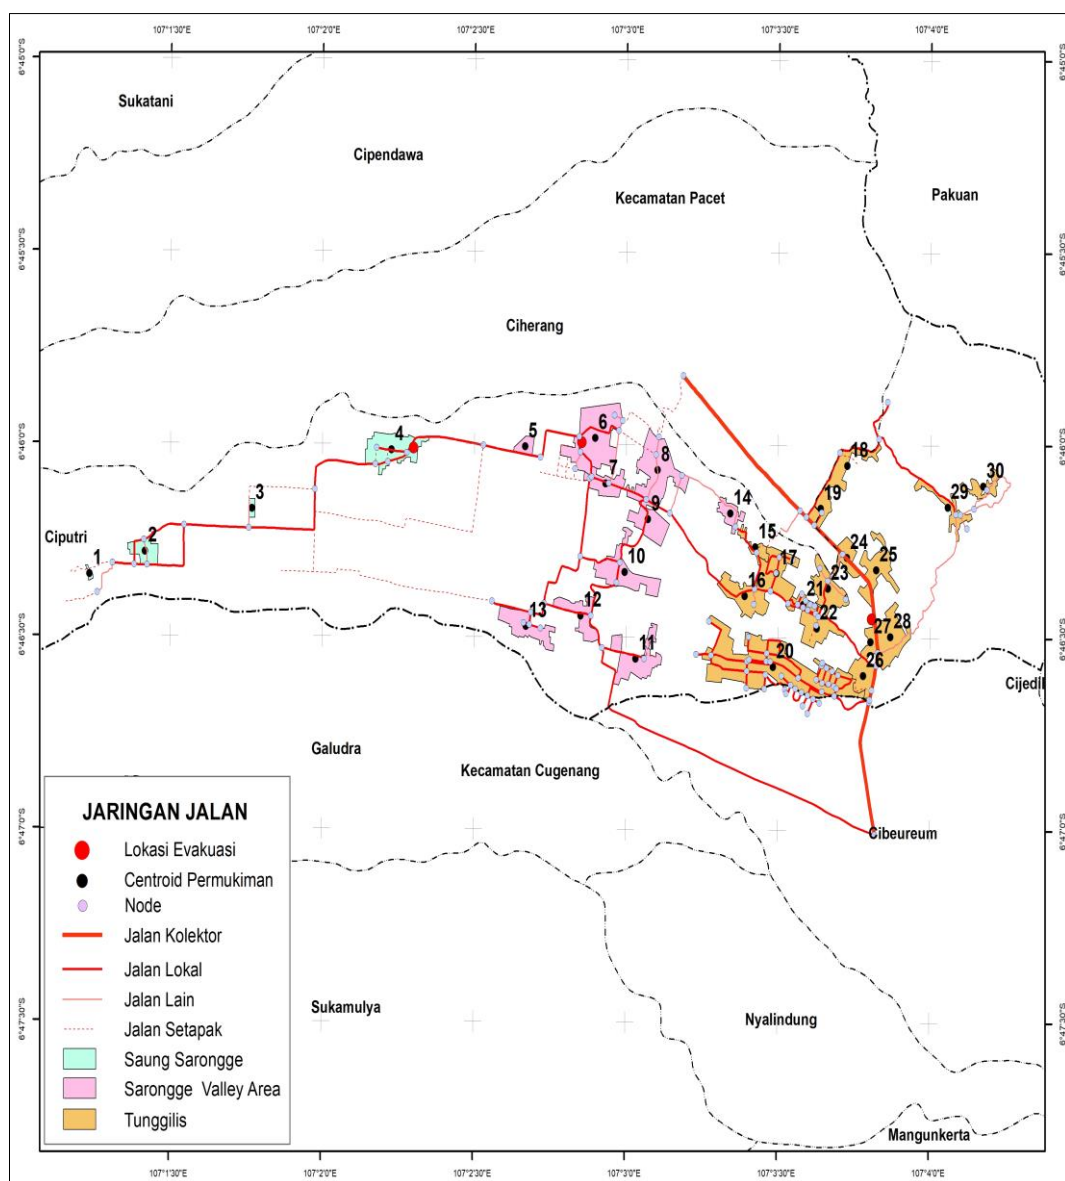 107°1'30"E 107°2'0"E 107°2'30"E 107°3'0"E 107°3'30"E 107°4'0"E
6°45'0"S
6°45'0"S
Sukatani
Cipendawa
Kecamatan Pacet
Pakuan
6°45'30"S
6°45'30"S
Ciherang
6°46'0"S
6°46'0"S
4
5
6
7
8
9
18
19
30
29
3
14
Ciputri
2
1
15
17
24
25
10
16
23
21
22
12
13
11
6°46'30"S
6°46'30"S
27
28
20
26
Cijedil
Galudra
Kecamatan Cugenang
JARINGAN JALAN
Lokasi Evakuasi
Centroid Permukiman
Node
Jalan Kolektor
Jalan Lokal
Jalan Lain
Jalan Setapak
Saung Sarongge
Sarongge Valley Area
Tunggilis
6°47'0"S
6°47'0"S
Cibeureum
Sukamulya
Nyalindung
6°47'30"S
6°47'30"S
Mangunkerta
107°1'30"E 107°2'0"E 107°2'30"E 107°3'0"E 107°3'30"E 107°4'0"E